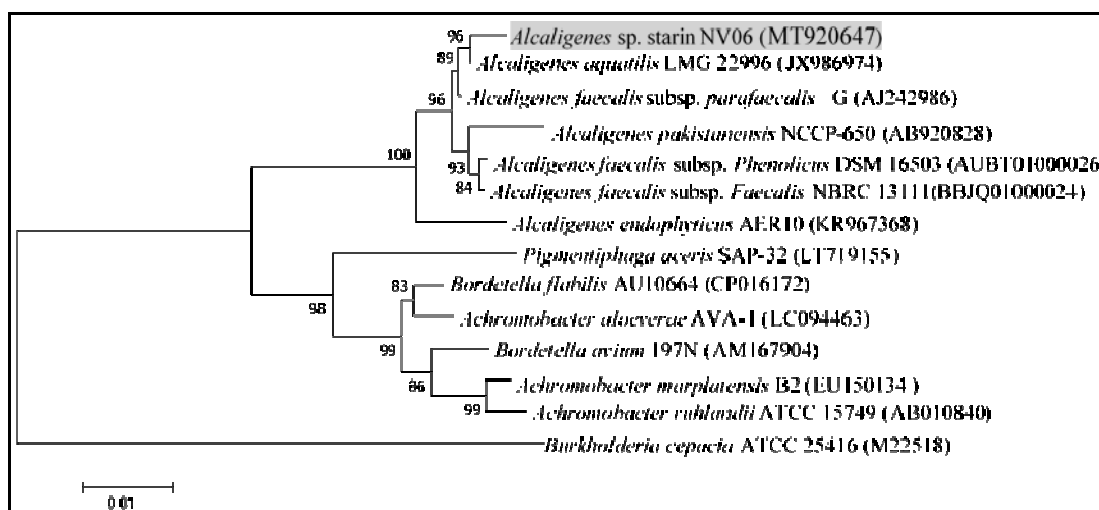 96
Alcaligenes sp. starin NV06 (MT920647)
89
Alcaligenes aquatilis LMG 22996 (JX986974)
96
Alcaligenes faecalis subsp. parafaecalis G (AJ242986)
Alcaligenes pakistanensis NCCP-650 (AB920828)
100
93
Alcaligenes faecalis subsp. Phenolicus DSM 16503 (AUBT01000026
84
Alcaligenes faecalis subsp. Faecalis NBRC 13111(BBJQ01000024)
Alcaligenes endophyticus AER10 (KR967368)
Pigmentiphaga aceris SAP-32 (LT719155)
83
Bordetella flabilis AU10664 (CP016172)
98
Achromobacter aloeverae AVA-1 (LC094463)
99
Bordetella avium 197N (AM167904)
86
Achromobacter marplatensis B2 (EU150134)
99
Achromobacter ruhlandii ATCC 15749 (AB010840)
Burkholderia cepacia ATCC 25416 (M22518)
0.01